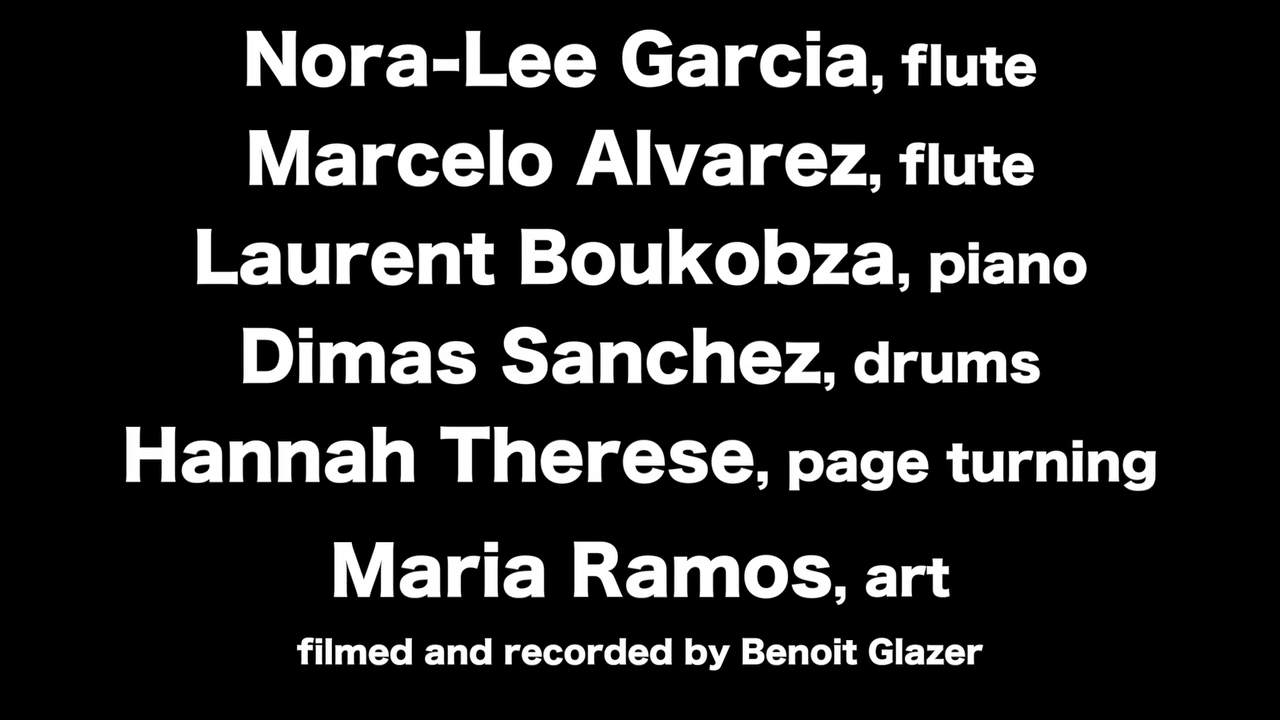 Nora-Lee Garcia, flute
Marcelo Alvarez, flute
Laurent Boukobza, piano
Dimas Sanchez, drums
Hannah Therese, page turning
Maria Ramos, art
filmed and recorded by Benoit Glazer